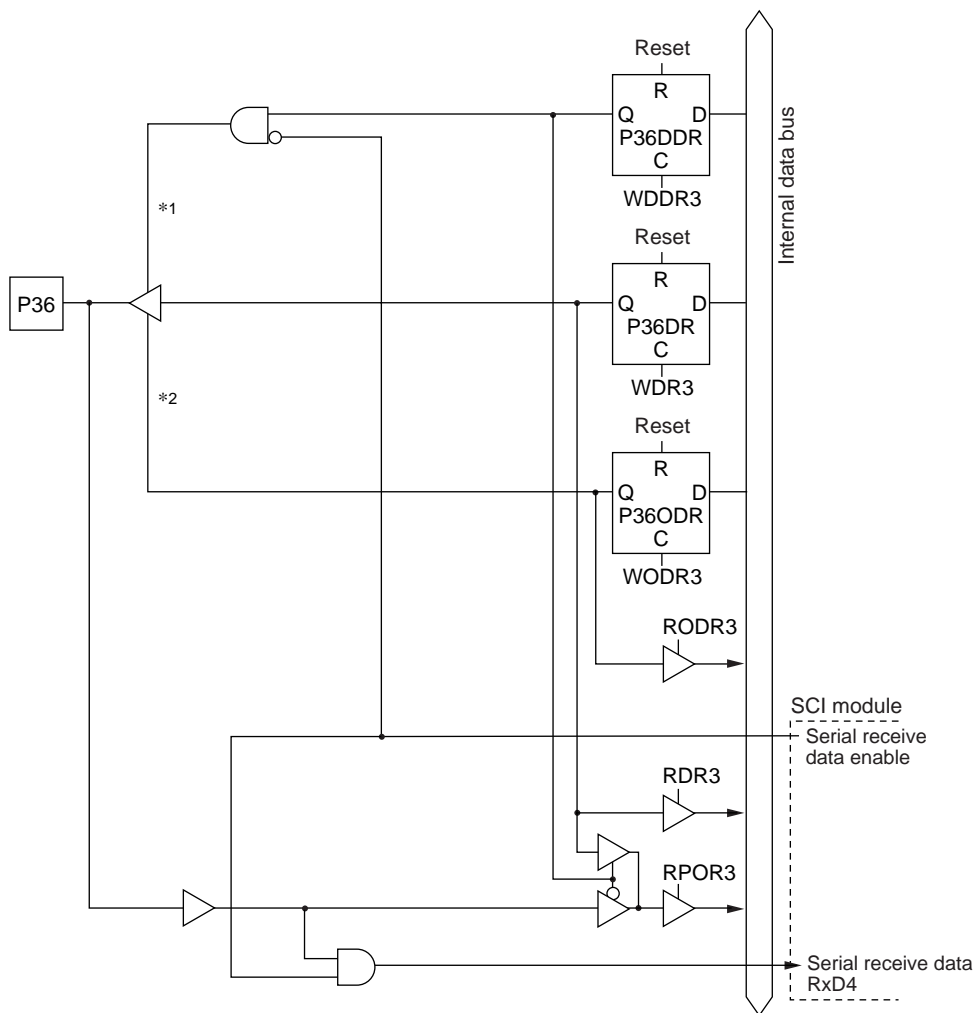 Reset
R
Q D
P36DDR
C
WDDR3
Internal data bus
*1
Reset
R
P36
Q D
P36DR
C
WDR3
*2
Reset
R
Q D
P36ODR
C
WODR3
RODR3
SCI module
Serial receive
data enable
RDR3
RPOR3
Serial receive data
RxD4